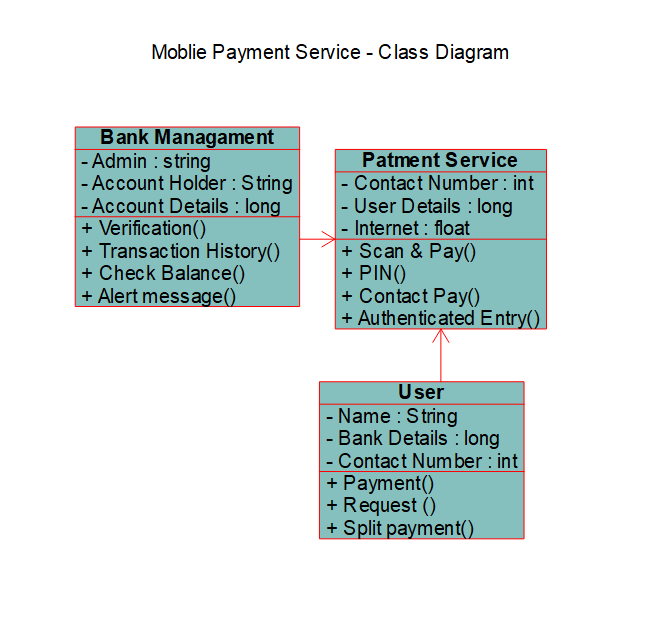 Moblie Payment Service - Class Diagram
Bank Managament
- Admin : string
- Account Holder : String
- Account Details : long
+ Verification()
+ Transaction History()
+ Check Balance()
+ Alert message()
Patment Service
- Contact Number : int
- User Details : long
- Internet : float
+ Scan & Pay()
+ PIN()
+ Contact Pay()
+ Authenticated Entry()
User
- Name : String
- Bank Details : long
- Contact Number : int
+ Payment()
+ Request ()
+ Split payment()